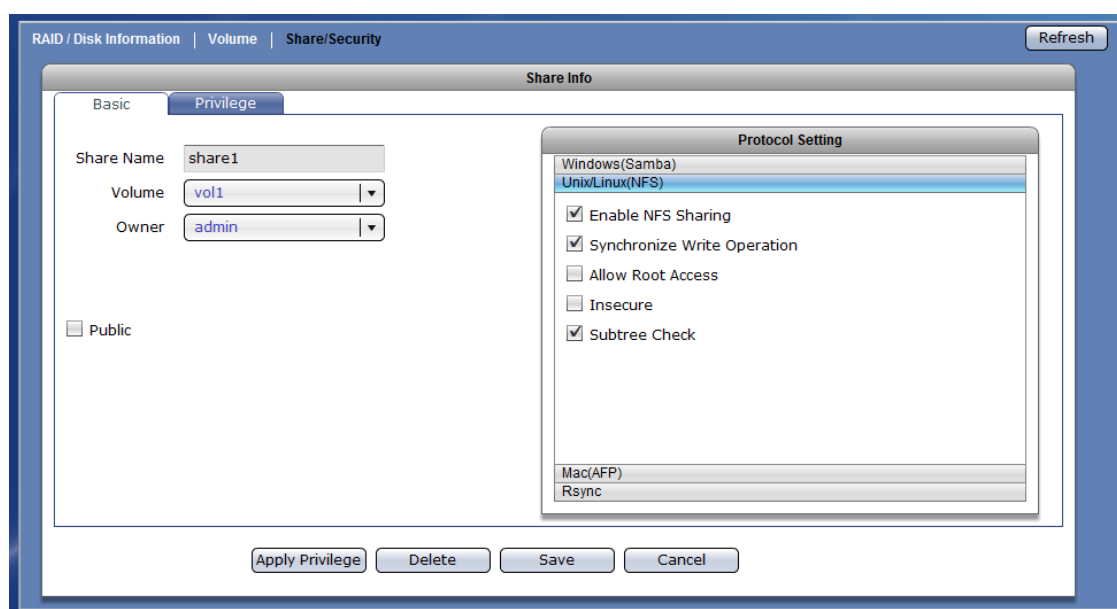 RAID / Disk Information | Volume | Share/Security
Refresh
Share Info
Basic
Privilege
Share Name share1
Volume vol1
Owner admin
Public
Protocol Setting
Windows(Samba)
Unix/Linux(NFS)
Enable NFS Sharing
Synchronize Write Operation
Allow Root Access
Insecure
Subtree Check
Mac(AFP)
Rsync
Apply Privilege
Delete
Save
Cancel